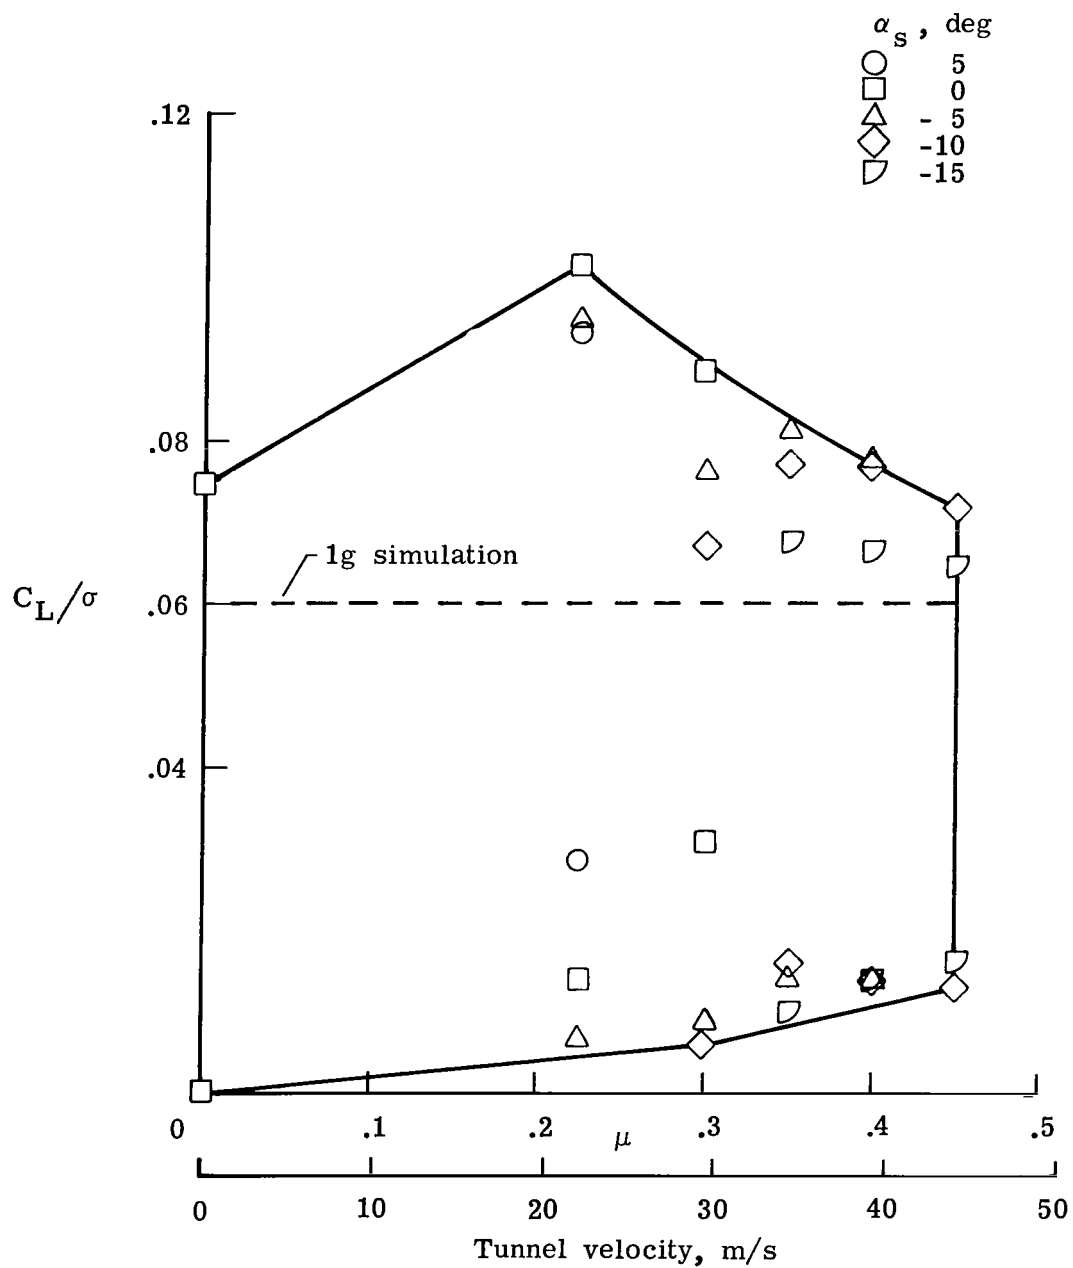 αs, deg
5
0
- 5
-10
-15
.12
.08
1g simulation
CL/σ
.06
.04
0 .1 .2 μ .3 .4 .5
0 10 20 30 40 50
Tunnel velocity, m/s